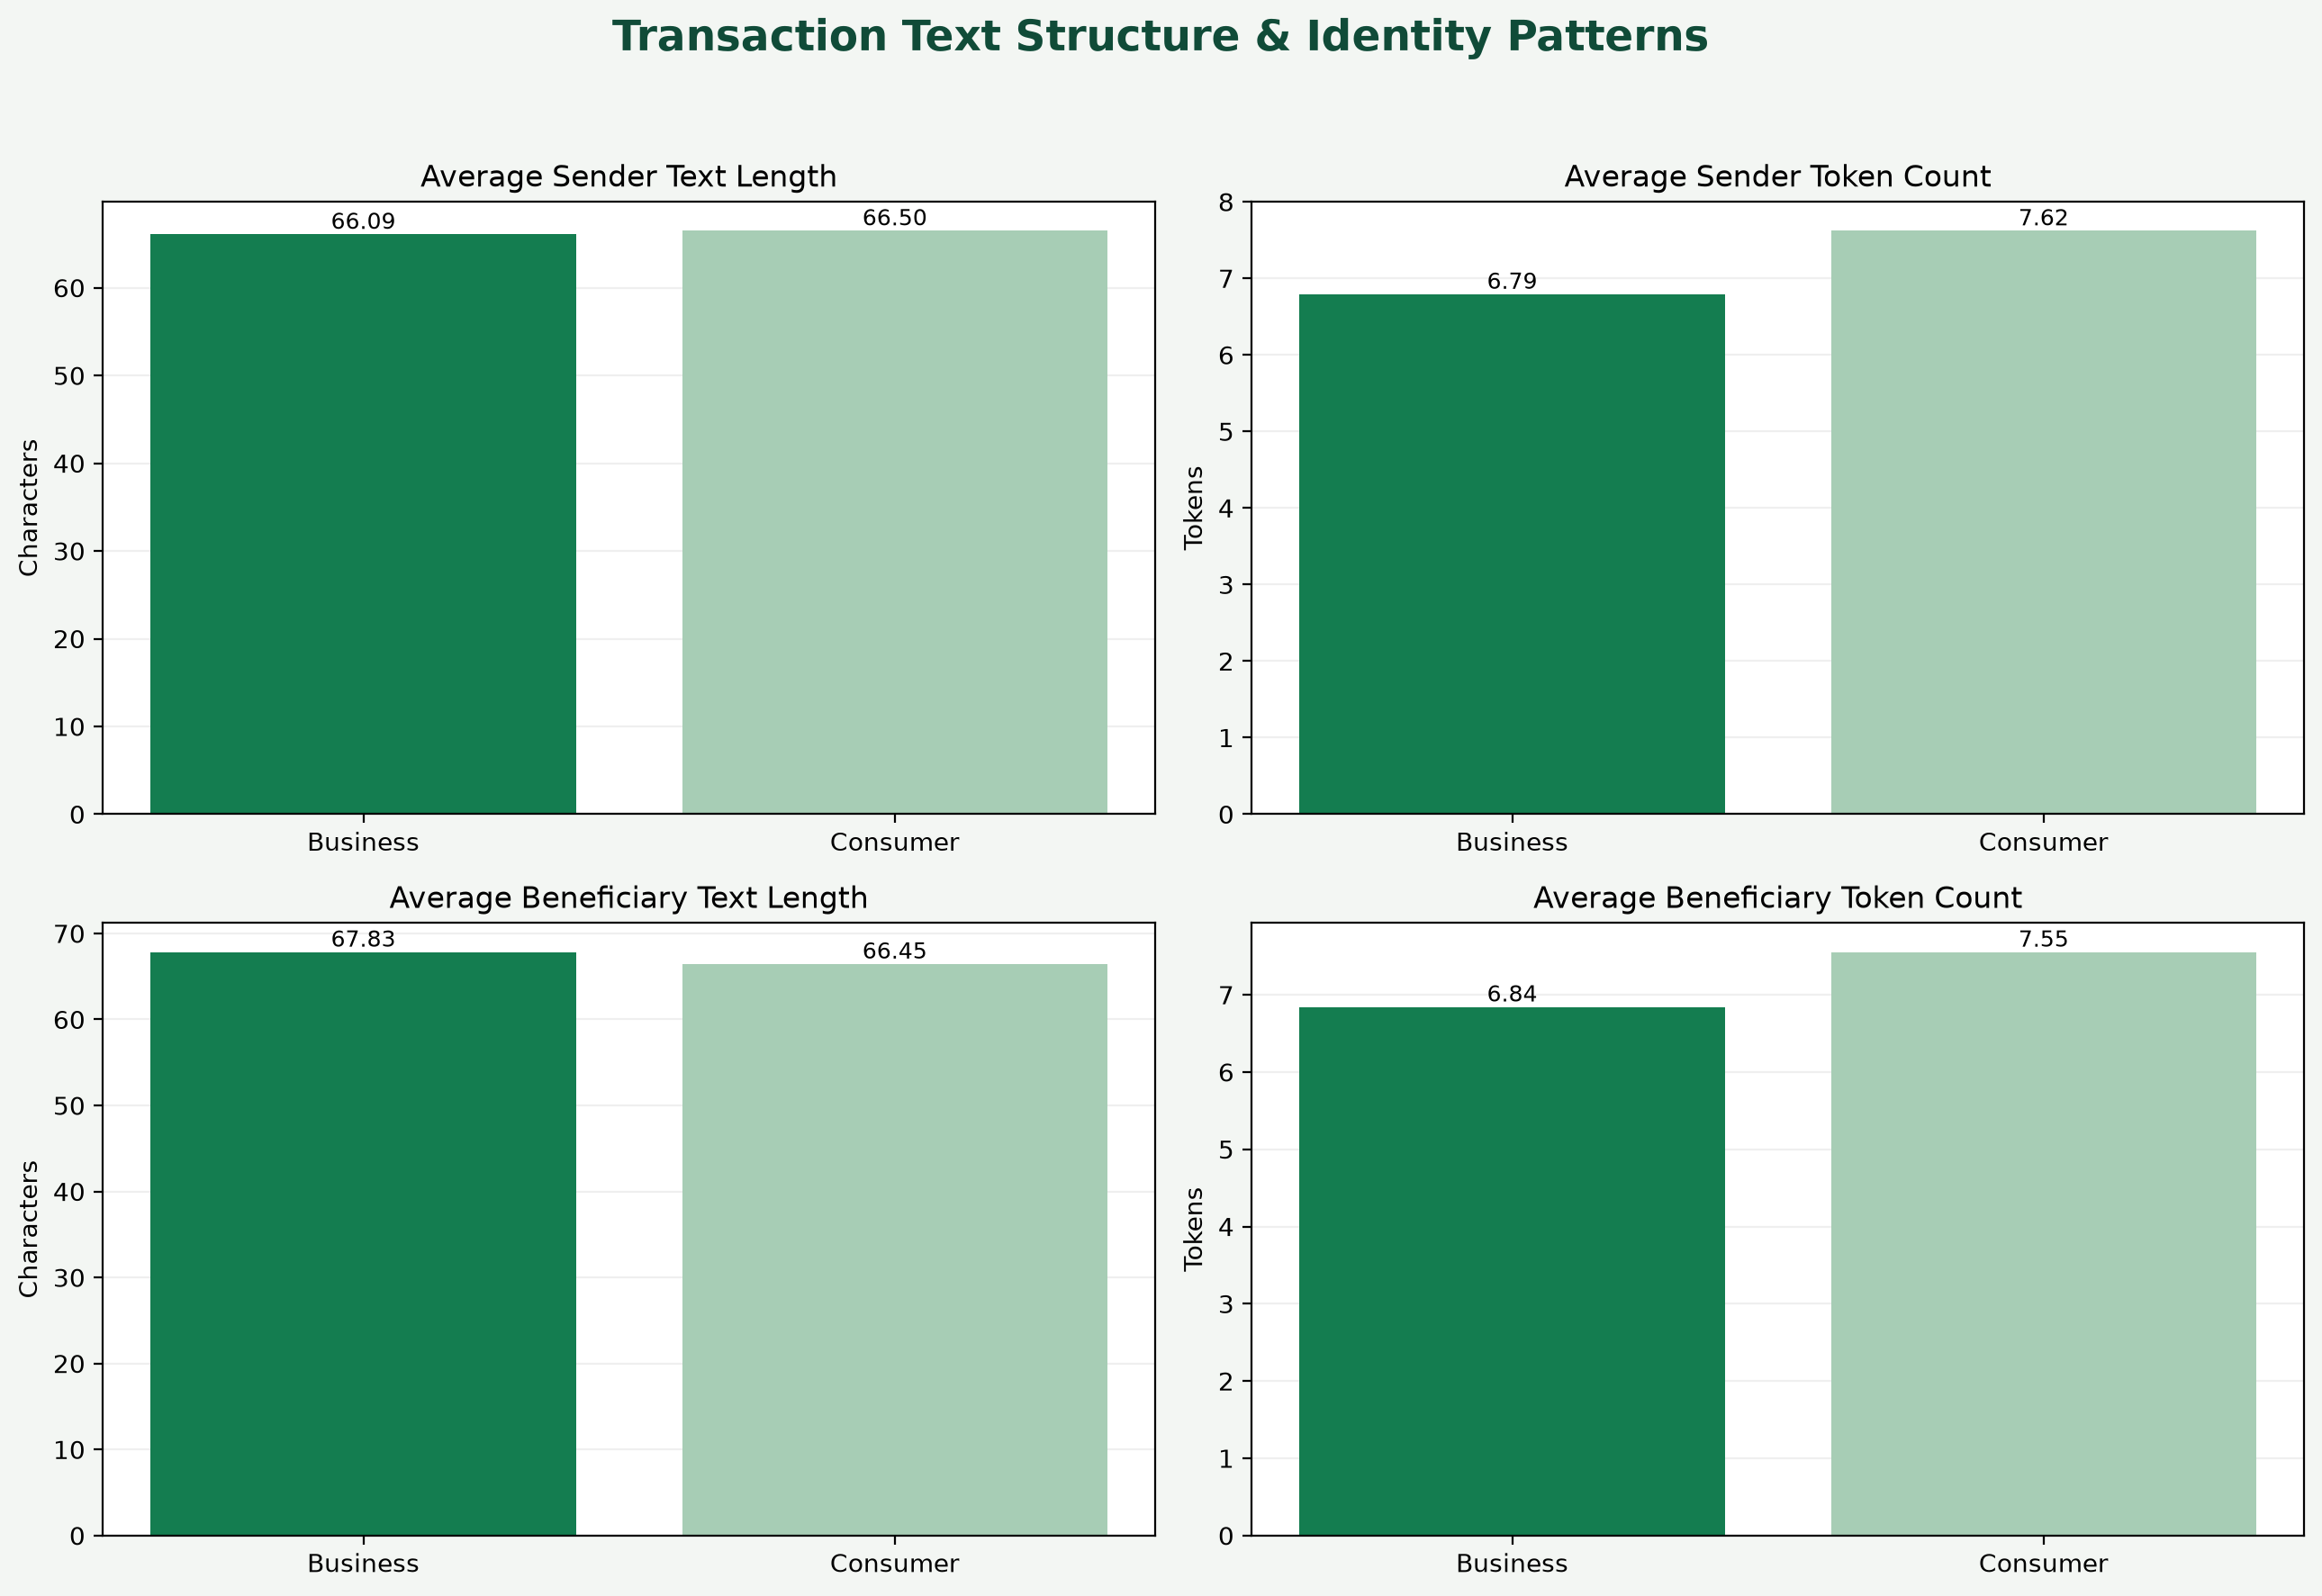 Transaction Text Structure & Identity Patterns
Average Sender Text Length
66.09
66.50
60
50
40
30
20
10
0
Characters
Business
Consumer
Average Sender Token Count
7.62
6.79
8
7
6
5
4
3
2
1
0
Tokens
Business
Consumer
Average Beneficiary Text Length
67.83
66.45
70
60
50
40
30
20
10
0
Characters
Business
Consumer
Average Beneficiary Token Count
7.55
6.84
7
6
5
4
3
2
1
0
Tokens
Business
Consumer